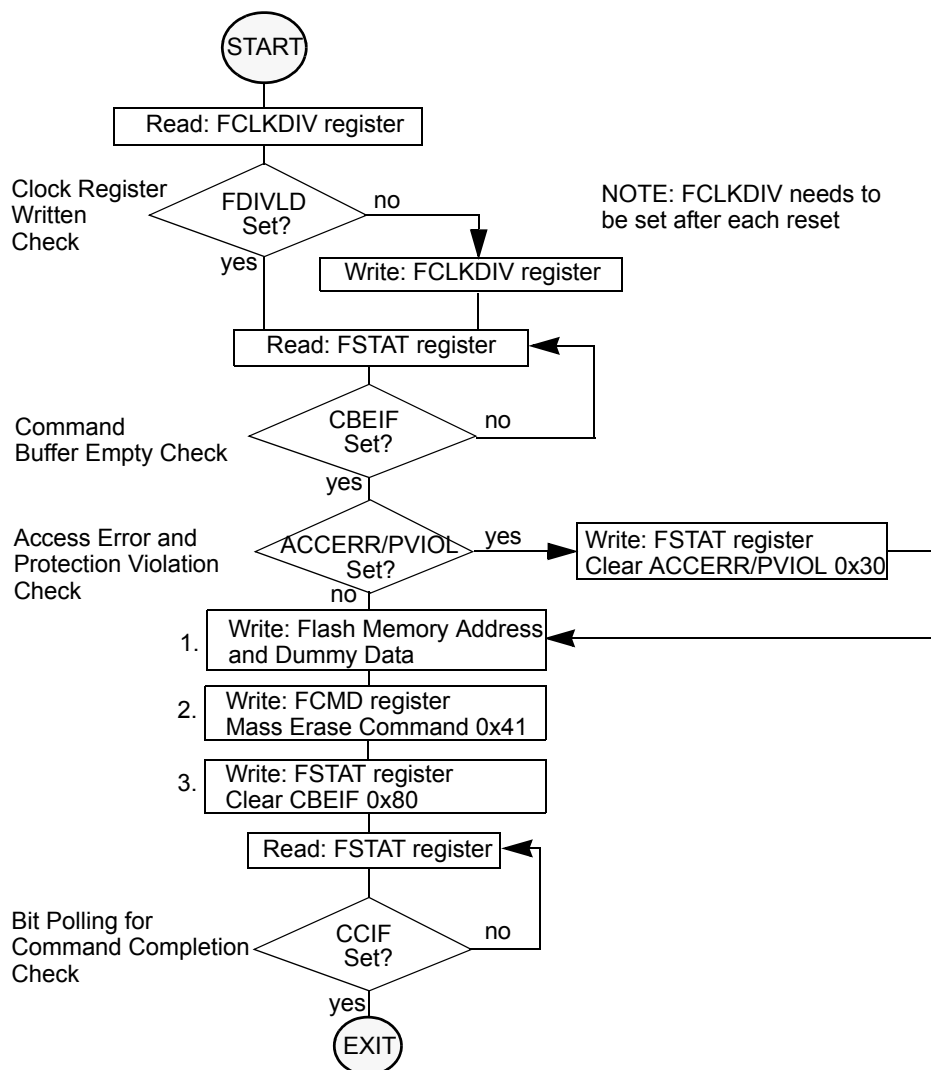 START
Read: FCLKDIV register
Clock Register
Written
Check
FDIVLD
Set?
no
yes
NOTE: FCLKDIV needs to
be set after each reset
Write: FCLKDIV register
Read: FSTAT register
Command
Buffer Empty Check
CBEIF
Set?
no
yes
Access Error and
Protection Violation
Check
ACCERR/PVIOL
Set?
yes
no
Write: FSTAT register
Clear ACCERR/PVIOL 0x30
1.
Write: Flash Memory Address
and Dummy Data
2.
Write: FCMD register
Mass Erase Command 0x41
3.
Write: FSTAT register
Clear CBEIF 0x80
Read: FSTAT register
Bit Polling for
Command Completion
Check
CCIF
Set?
no
yes
EXIT